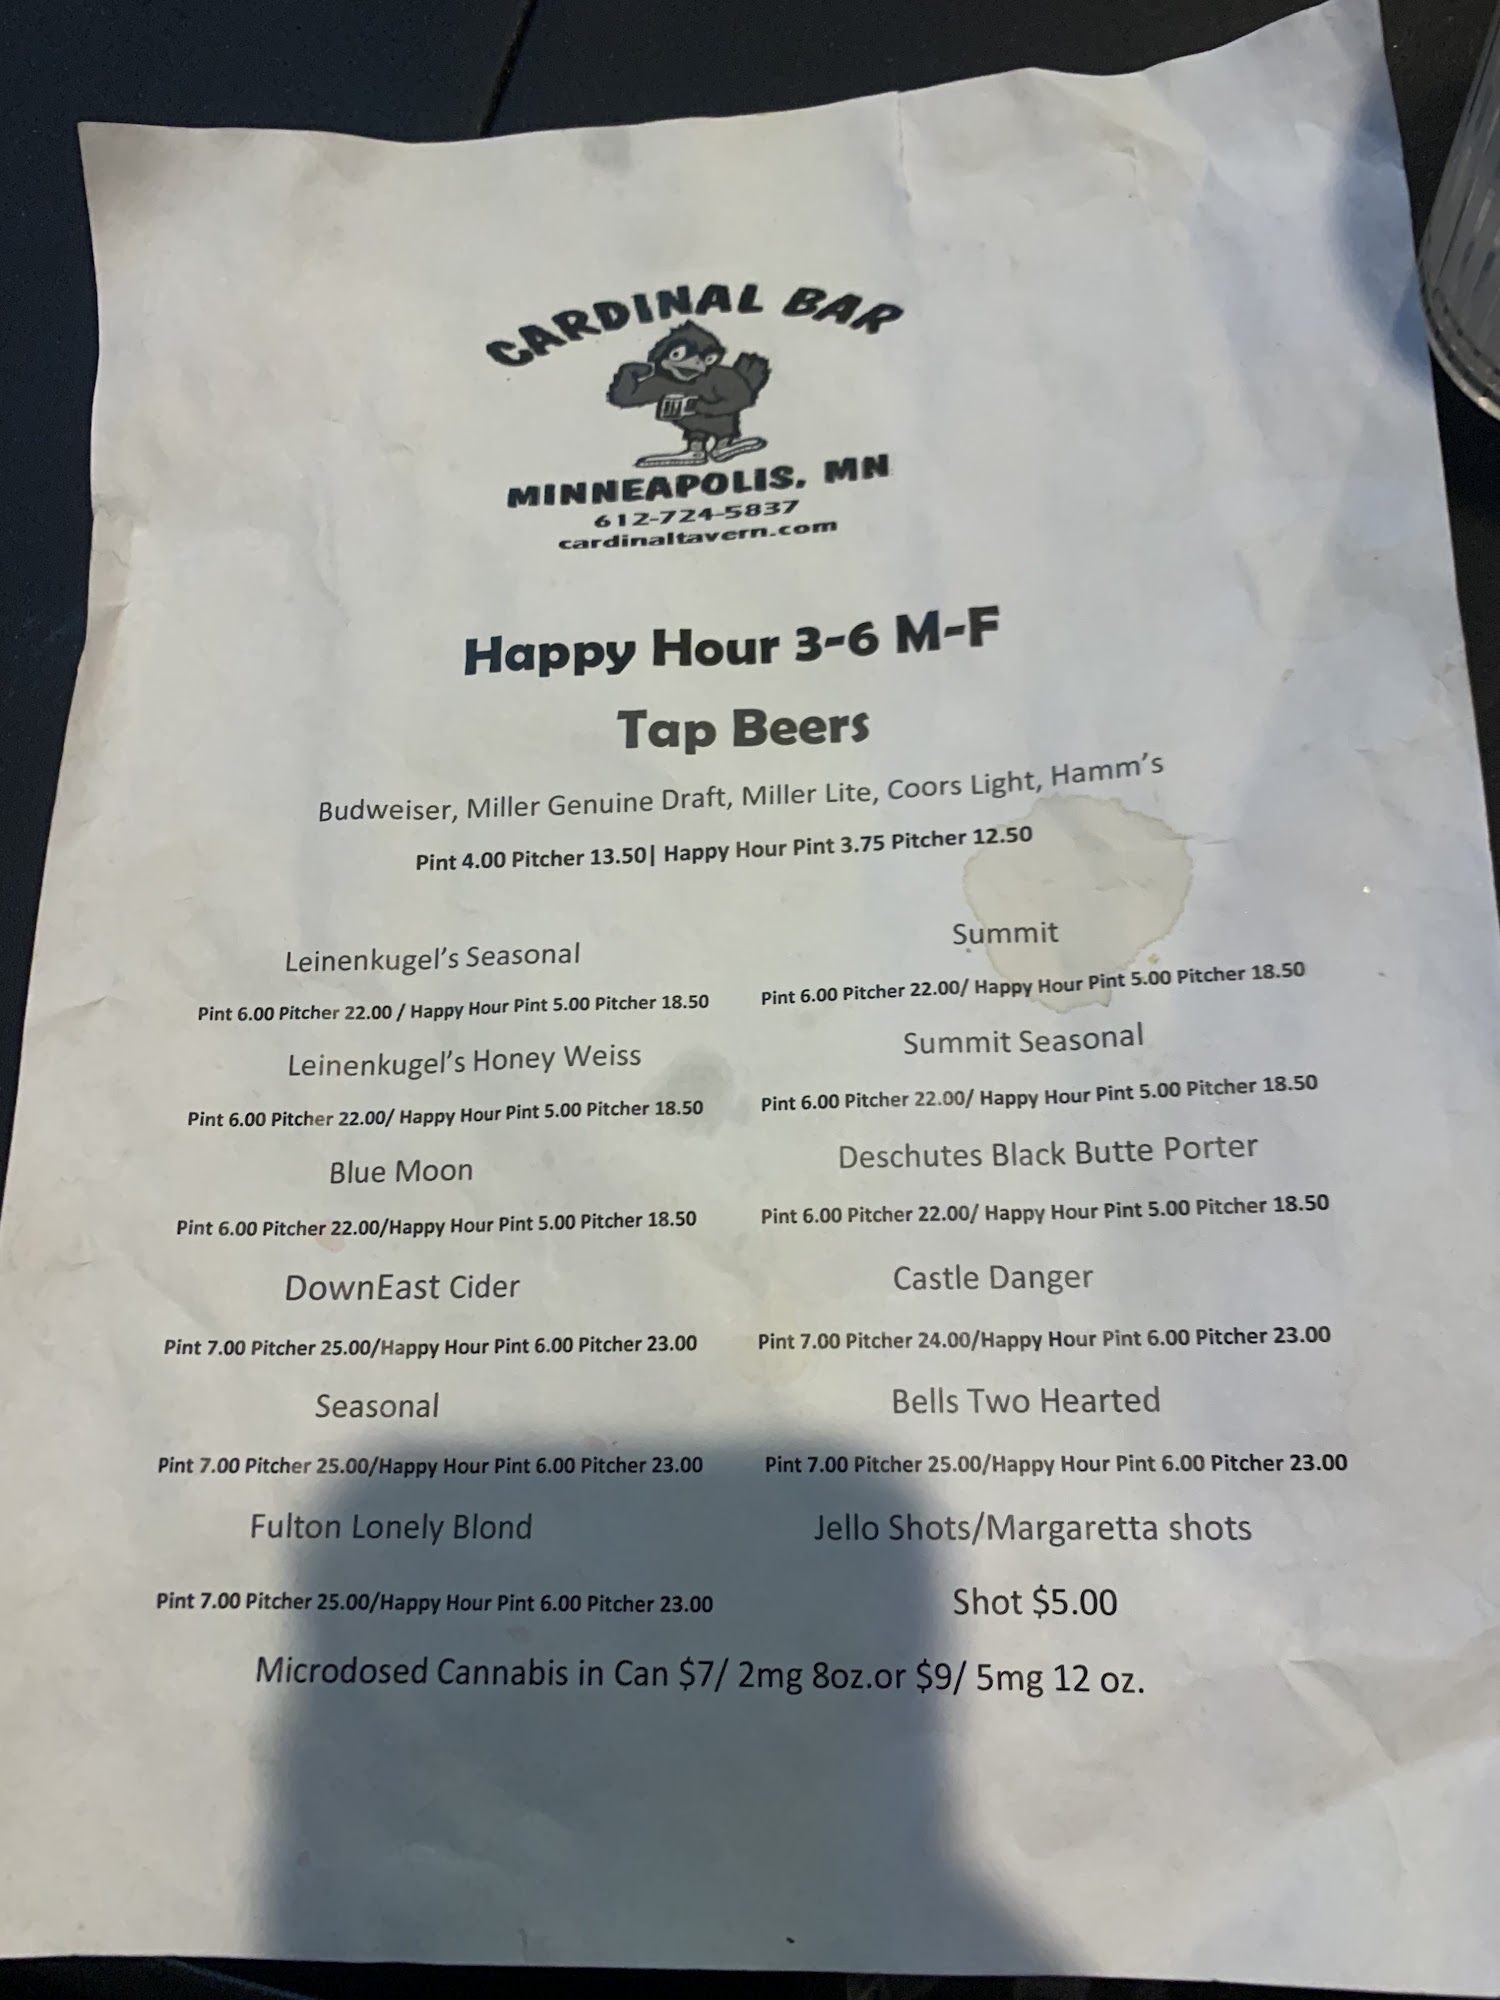 CARDINAL BAR
MINNEAPOLIS, MN
612-724-5837
cardinaltavern.com
Happy Hour 3-6 M-F
Tap Beers
Budweiser, Miller Genuine Draft, Miller Lite, Coors Light, Hamm's
Pint 4.00 Pitcher 13.50| Happy Hour Pint 3.75 Pitcher 12.50
Leinenkugel's Seasonal
Pint 6.00 Pitcher 22.00 / Happy Hour Pint 5.00 Pitcher 18.50
Leinenkugel's Honey Weiss
Pint 6.00 Pitcher 22.00/ Happy Hour Pint 5.00 Pitcher 18.50
Blue Moon
Pint 6.00 Pitcher 22.00/Happy Hour Pint 5.00 Pitcher 18.50
DownEast Cider
Pint 7.00 Pitcher 25.00/Happy Hour Pint 6.00 Pitcher 23.00
Seasonal
Pint 7.00 Pitcher 25.00/Happy Hour Pint 6.00 Pitcher 23.00
Fulton Lonely Blond
Pint 7.00 Pitcher 25.00/Happy Hour Pint 6.00 Pitcher 23.00
Summit
Pint 6.00 Pitcher 22.00/ Happy Hour Pint 5.00 Pitcher 18.50
Summit Seasonal
Pint 6.00 Pitcher 22.00/ Happy Hour Pint 5.00 Pitcher 18.50
Deschutes Black Butte Porter
Pint 6.00 Pitcher 22.00/ Happy Hour Pint 5.00 Pitcher 18.50
Castle Danger
Pint 7.00 Pitcher 24.00/Happy Hour Pint 6.00 Pitcher 23.00
Bells Two Hearted
Pint 7.00 Pitcher 25.00/Happy Hour Pint 6.00 Pitcher 23.00
Jello Shots/Margaretta shots
Shot $5.00
Microdosed Cannabis in Can $7/ 2mg 8oz.or $9/ 5mg 12 oz.